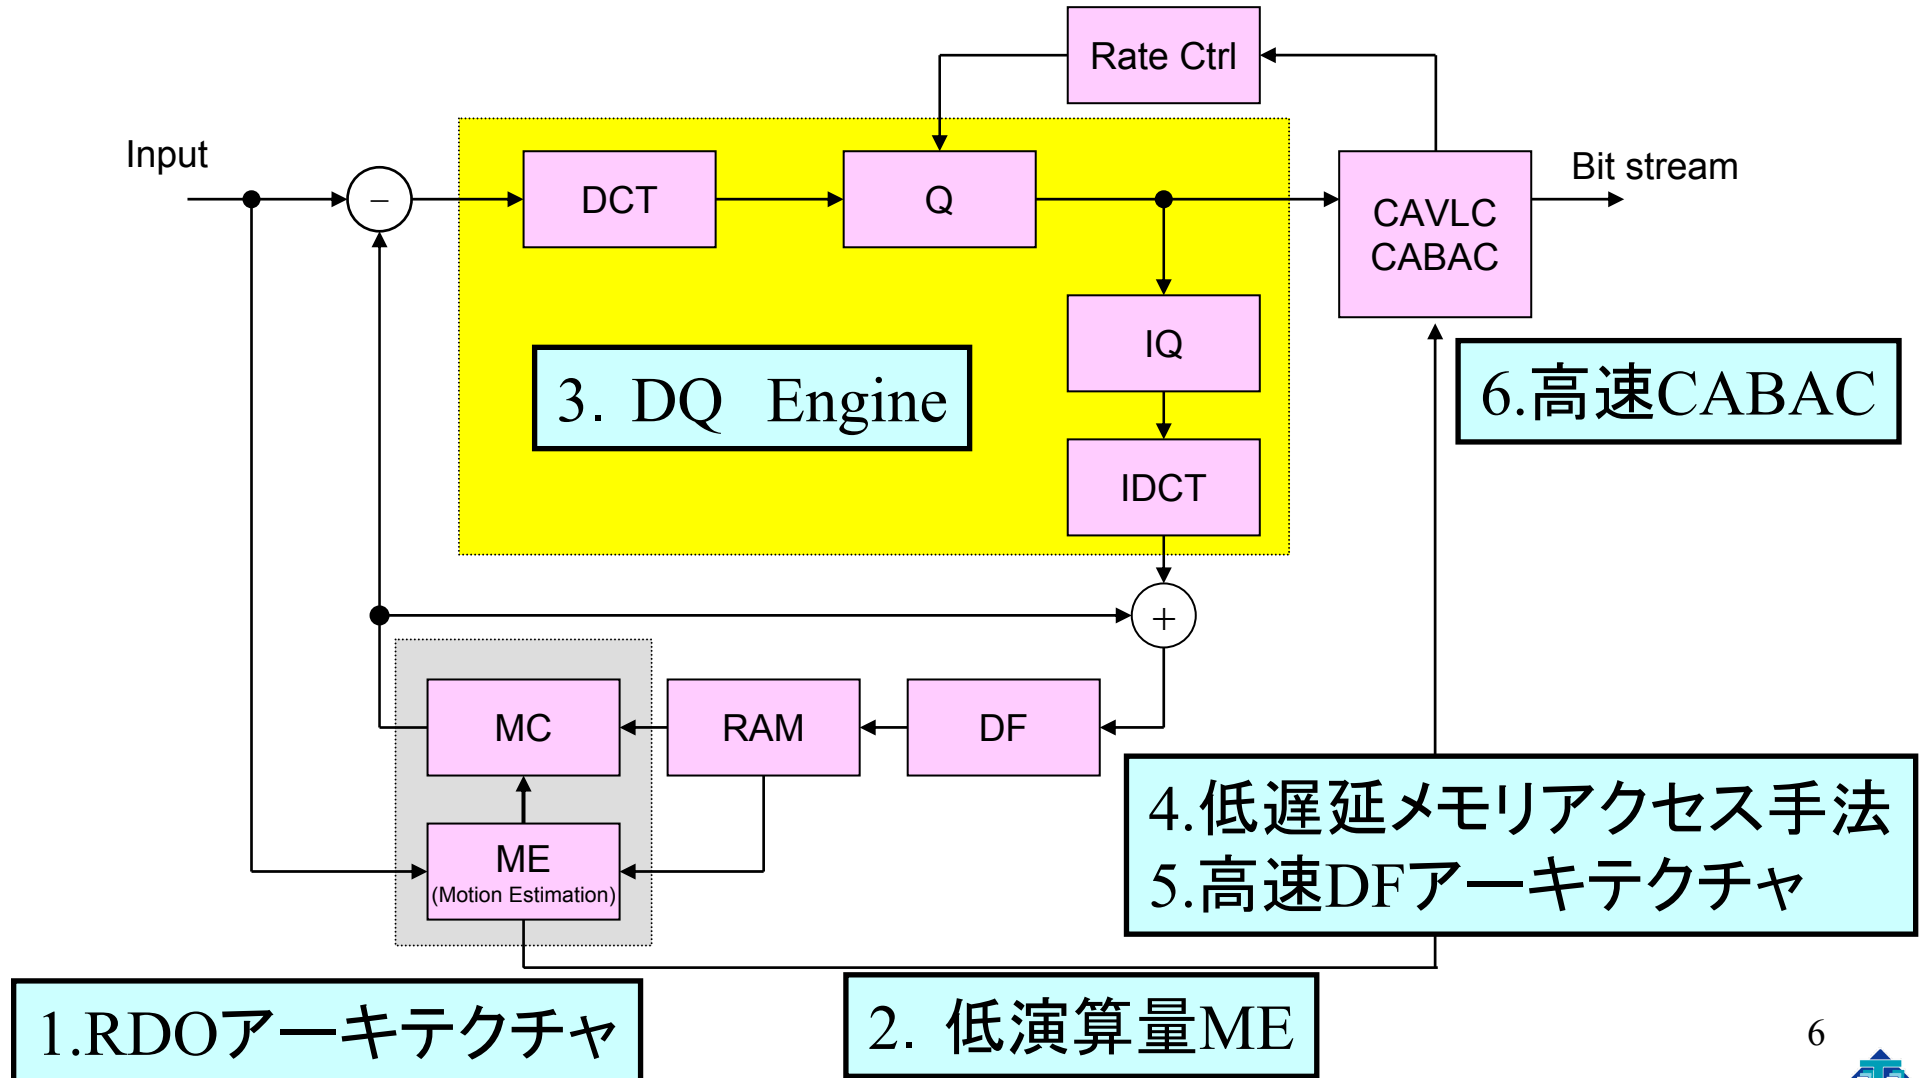 Rate Ctrl
Input
DCT
Q
CAVLC
CABAC
Bit stream
−
IQ
3. DQ Engine
6.高速CABAC
IDCT
+
MC
RAM
DF
ME
(Motion Estimation)
4.低遅延メモリアクセス手法
5.高速DFアーキテクチャ
1.RDOアーキテクチャ
2. 低演算量ME
6